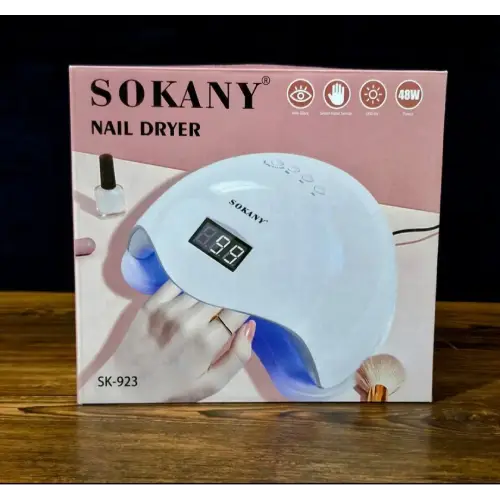 SOKANY®
NAIL DRYER
48W
SOKANY
99
SK-923